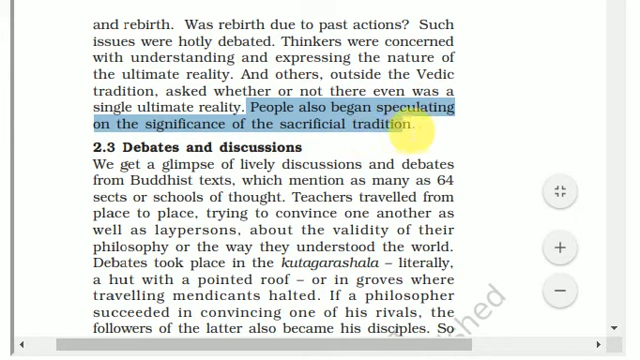 and rebirth. Was rebirth due to past actions? Such
issues were hotly debated. Thinkers were concerned
with understanding and expressing the nature of
the ultimate reality. And others, outside the Vedic
tradition, asked whether or not there even was a
single ultimate reality. People also began speculating
on the significance of the sacrificial tradition.
2.3 Debates and discussions
We get a glimpse of lively discussions and debates
from Buddhist texts, which mention as many as 64
sects or schools of thought. Teachers travelled from
place to place, trying to convince one another as
well as laypersons, about the validity of their
philosophy or the way they understood the world.
Debates took place in the kutagarashala – literally,
a hut with a pointed roof – or in groves where
travelling mendicants halted. If a philosopher
succeeded in convincing one of his rivals, the
followers of the latter also became his disciples. So